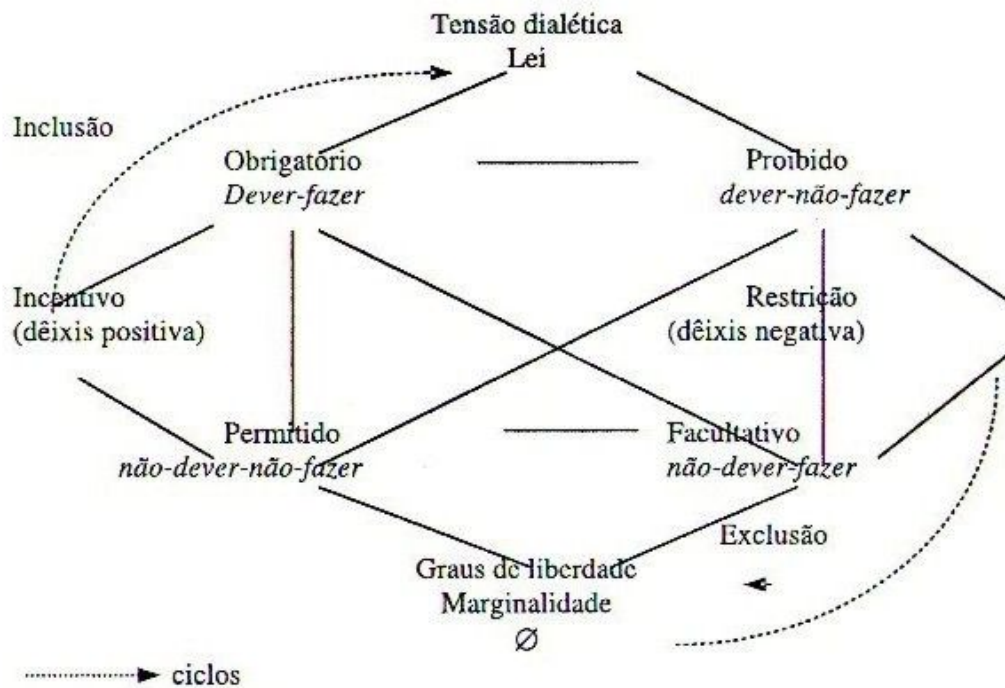 Tensão dialética
Lei
Inclusão
Obrigatório
Dever-fazer
Proibido
dever-não-fazer
Incentivo
(dêixis positiva)
Restrição
(dêixis negativa)
Permitido
não-dever-não-fazer
Facultativo
não-dever-fazer
Exclusão
Graus de liberdade
Marginalidade
∅
ciclos